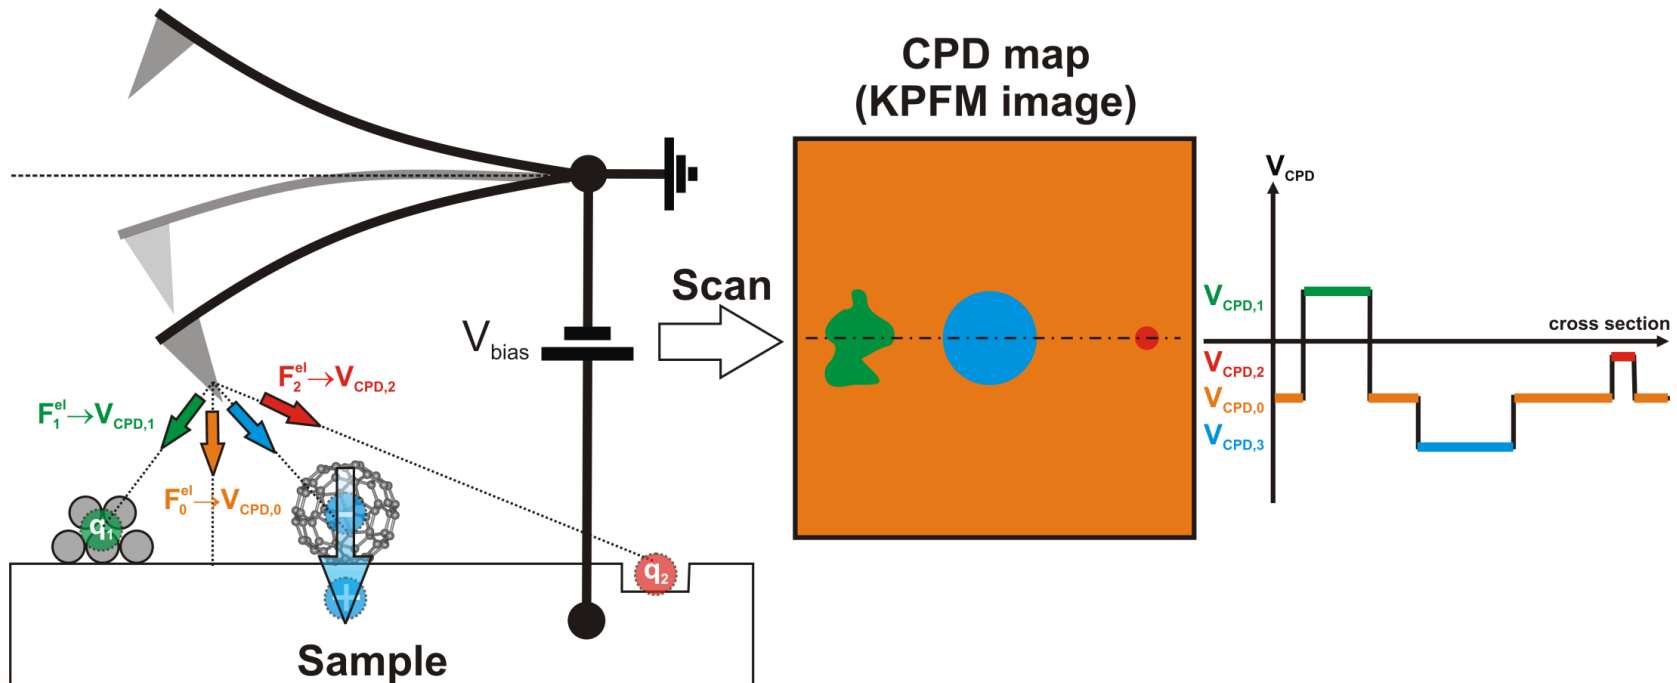 CPD map
(KPFM image)
V_CPD
Scan
V_bias
V_CPD,1
cross section
V_CPD,2
V_CPD,0
V_CPD,3
F_2^el→V_CPD,2
F_1^el→V_CPD,1
F_0^el→V_CPD,0
q_1
−
+
q_2
Sample